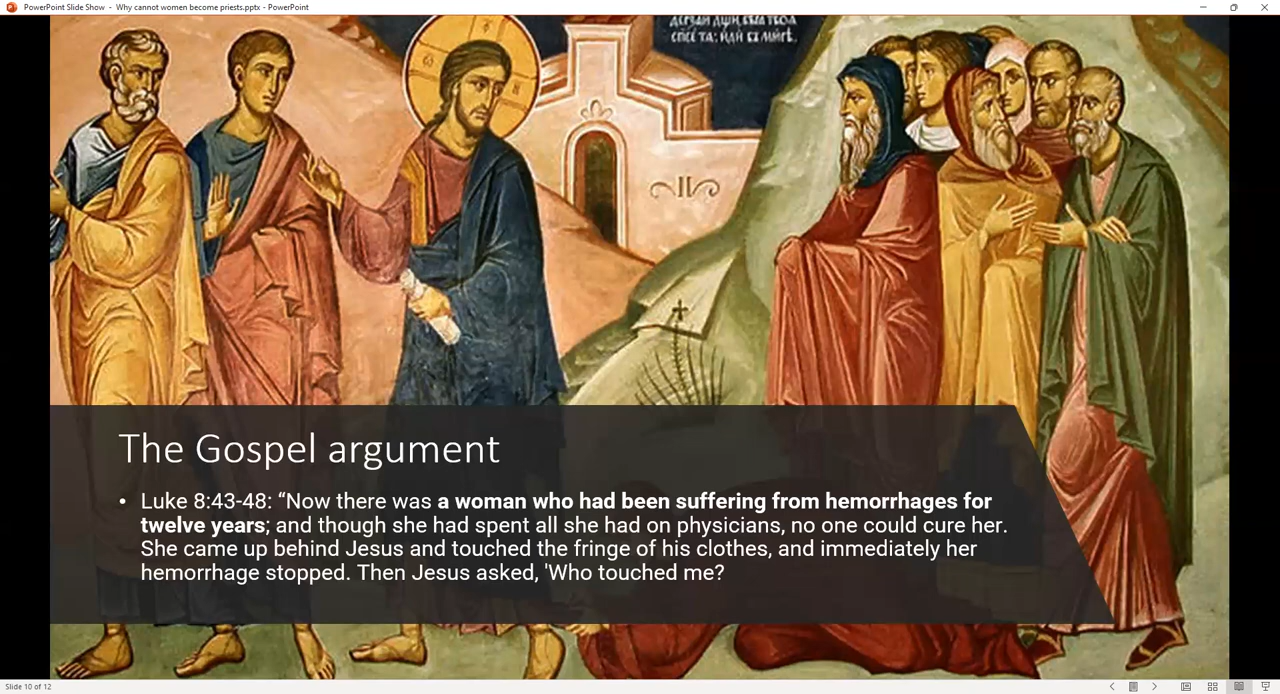 PowerPoint Slide Show - Why cannot women become priests.pptx - PowerPoint
The Gospel argument
• Luke 8:43-48: “Now there was a woman who had been suffering from hemorrhages for
twelve years; and though she had spent all she had on physicians, no one could cure her.
She came up behind Jesus and touched the fringe of his clothes, and immediately her
hemorrhage stopped. Then Jesus asked, 'Who touched me?
Slide 10 of 12